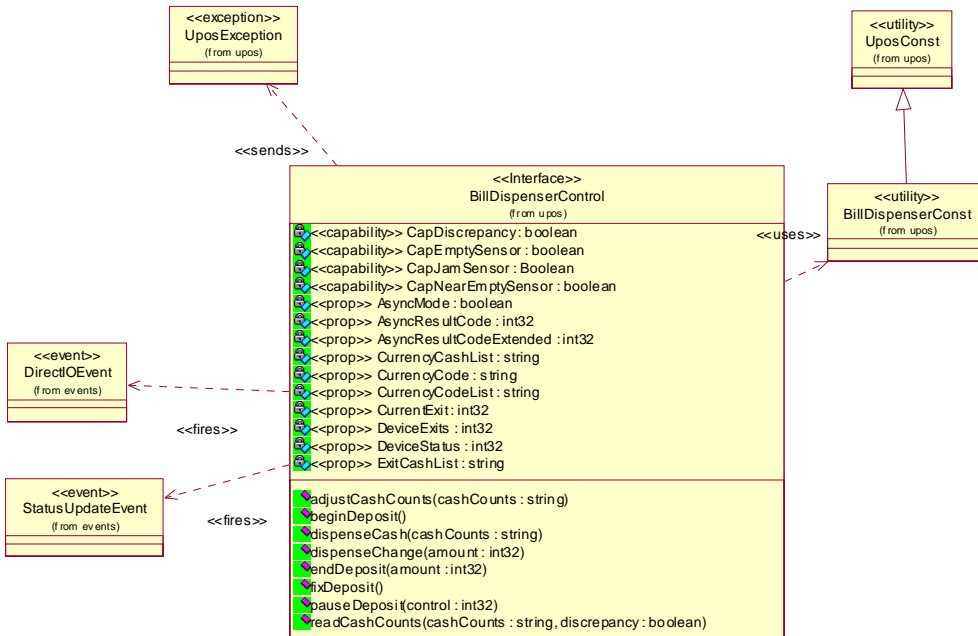 <<exception>>
UposException
(from upos)
<<utility>>
UposConst
(from upos)
<<sends>>
<<Interface>>
BillDispenserControl
(from upos)
<<utility>>
BillDispenserConst
(from upos)
<<uses>>
<<capability>> CapDiscrepancy : boolean
<<capability>> CapEmptySensor : boolean
<<capability>> CapJamSensor : Boolean
<<capability>> CapNearEmptySensor : boolean
<<prop>> AsyncMode : boolean
<<prop>> AsyncResultCode : int32
<<prop>> AsyncResultCodeExtended : int32
<<prop>> CurrencyCashList : string
<<prop>> CurrencyCode : string
<<prop>> CurrencyCodeList : string
<<prop>> CurrentExit : int32
<<prop>> DeviceExits : int32
<<prop>> DeviceStatus : int32
<<prop>> ExitCashList : string
<<event>>
DirectIOEvent
(from events)
<<fires>>
<<event>>
StatusUpdateEvent
(from events)
<<fires>>
adjustCashCounts(cashCounts : string)
beginDeposit()
dispenseCash(cashCounts : string)
dispenseChange(amount : int32)
endDeposit(amount : int32)
fixDeposit()
pauseDeposit(control : int32)
readCashCounts(cashCounts : string, discrepancy : boolean)